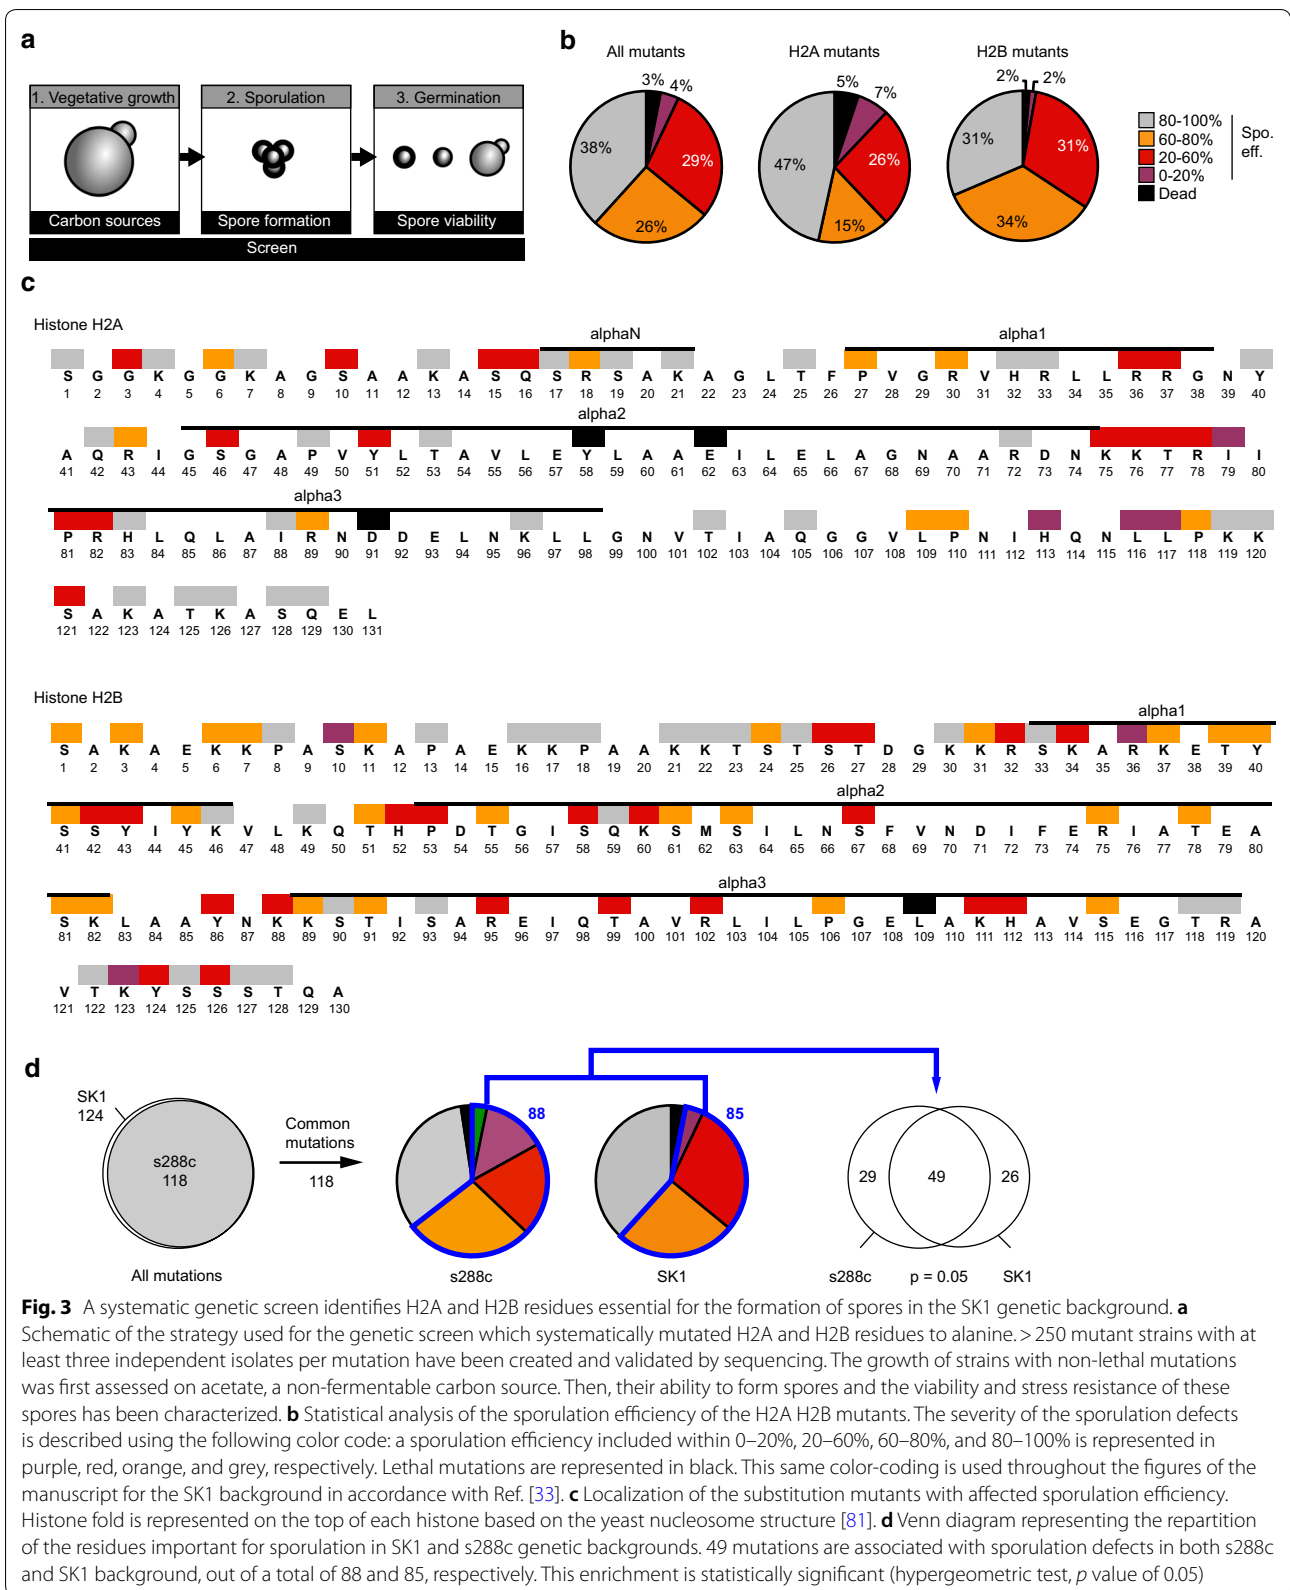 a
1. Vegetative growth
2. Sporulation
3. Germination
Carbon sources
Spore formation
Spore viability
Screen
b
All mutants
H2A mutants
H2B mutants
3%
4%
29%
26%
38%
5%
7%
26%
15%
47%
2%
2%
31%
34%
31%
80-100%
60-80%
20-60%
0-20%
Dead
Spo.
eff.
c
Histone H2A
alphaN
alpha1
S G G K G G K A G S A A K A S Q S R S A K A G L T F P V G R V H R L L R R G N Y
1 2 3 4 5 6 7 8 9 10 11 12 13 14 15 16 17 18 19 20 21 22 23 24 25 26 27 28 29 30 31 32 33 34 35 36 37 38 39 40
alpha2
A Q R I G S G A P V Y L T A V L E Y L A A E I L E L A G N A A R D N K K T R I I
41 42 43 44 45 46 47 48 49 50 51 52 53 54 55 56 57 58 59 60 61 62 63 64 65 66 67 68 69 70 71 72 73 74 75 76 77 78 79 80
alpha3
P R H L Q L A I R N D D E L N K L L G N V T I A Q G G V L P N I H Q N L L P K K
81 82 83 84 85 86 87 88 89 90 91 92 93 94 95 96 97 98 99 100 101 102 103 104 105 106 107 108 109 110 111 112 113 114 115 116 117 118 119 120
S A K A T K A S Q E L
121 122 123 124 125 126 127 128 129 130 131
Histone H2B
alpha1
S A K A E K K P A S K A P A E K K P A A K K T S T S T D G K K R S K A R K E T Y
1 2 3 4 5 6 7 8 9 10 11 12 13 14 15 16 17 18 19 20 21 22 23 24 25 26 27 28 29 30 31 32 33 34 35 36 37 38 39 40
alpha2
S S Y I Y K V L K Q T H P D T G I S Q K S M S I L N S F V N D I F E R I A T E A
41 42 43 44 45 46 47 48 49 50 51 52 53 54 55 56 57 58 59 60 61 62 63 64 65 66 67 68 69 70 71 72 73 74 75 76 77 78 79 80
alpha3
S K L A A Y N K K S T I S A R E I Q T A V R L I L P G E L A K H A V S E G T R A
81 82 83 84 85 86 87 88 89 90 91 92 93 94 95 96 97 98 99 100 101 102 103 104 105 106 107 108 109 110 111 112 113 114 115 116 117 118 119 120
V T K Y S S S T Q A
121 122 123 124 125 126 127 128 129 130
d
SK1
124
s288c
118
All mutations
Common
mutations
118
88
s288c
85
SK1
29
49
26
s288c
p = 0.05
SK1
Fig. 3 A systematic genetic screen identifies H2A and H2B residues essential for the formation of spores in the SK1 genetic background. a
Schematic of the strategy used for the genetic screen which systematically mutated H2A and H2B residues to alanine. > 250 mutant strains with at
least three independent isolates per mutation have been created and validated by sequencing. The growth of strains with non-lethal mutations
was first assessed on acetate, a non-fermentable carbon source. Then, their ability to form spores and the viability and stress resistance of these
spores has been characterized. b Statistical analysis of the sporulation efficiency of the H2A H2B mutants. The severity of the sporulation defects
is described using the following color code: a sporulation efficiency included within 0–20%, 20–60%, 60–80%, and 80–100% is represented in
purple, red, orange, and grey, respectively. Lethal mutations are represented in black. This same color-coding is used throughout the figures of the
manuscript for the SK1 background in accordance with Ref. [33]. c Localization of the substitution mutants with affected sporulation efficiency.
Histone fold is represented on the top of each histone based on the yeast nucleosome structure [81]. d Venn diagram representing the repartition
of the residues important for sporulation in SK1 and s288c genetic backgrounds. 49 mutations are associated with sporulation defects in both s288c
and SK1 background, out of a total of 88 and 85, respectively. This enrichment is statistically significant (hypergeometric test, p value of 0.05)